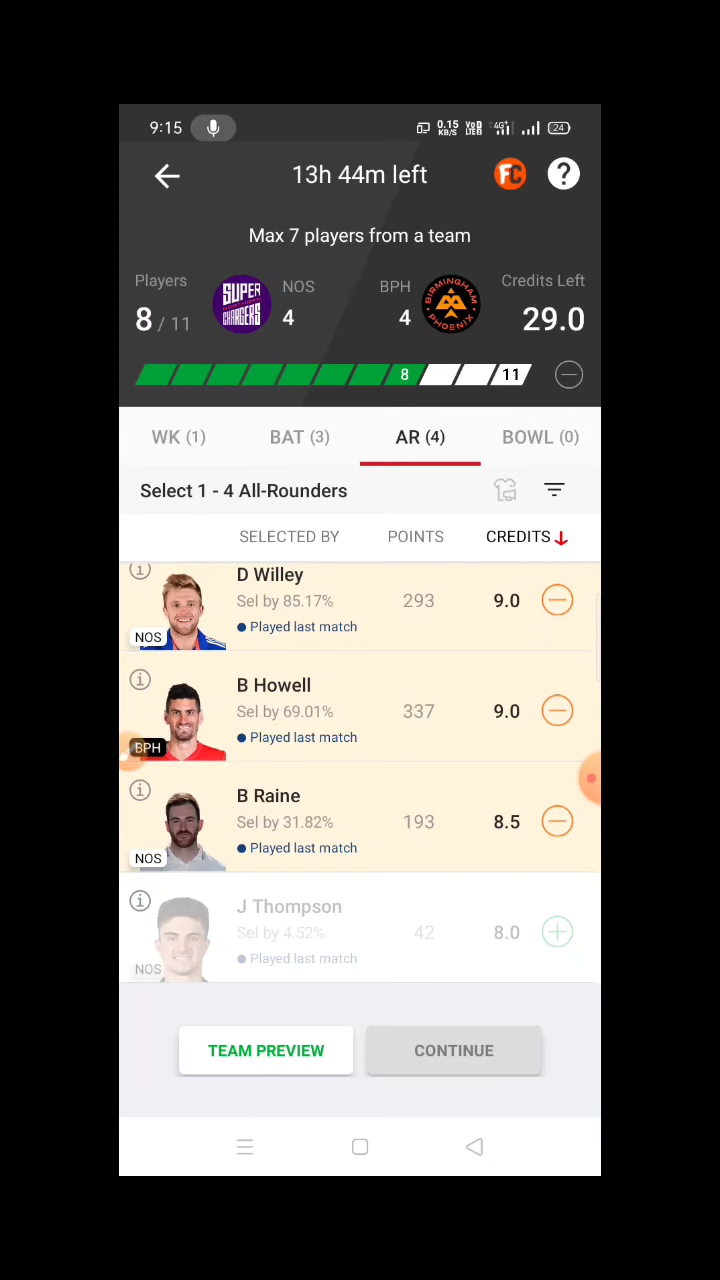 9:15 0.15 KB/S VoD LTE2 4G+ 24
13h 44m left FC ?
Max 7 players from a team
Players NOS BPH Credits Left
8 / 11 SUPER CHARGERS 4 4 BIRMINGHAM PHOENIX 29.0
8 11
WK (1) BAT (3) AR (4) BOWL (0)
Select 1 - 4 All-Rounders
SELECTED BY POINTS CREDITS
D Willey
Sel by 85.17% 293 9.0
NOS Played last match
B Howell
Sel by 69.01% 337 9.0
BPH Played last match
B Raine
Sel by 31.82% 193 8.5
NOS Played last match
J Thompson
Sel by 4.52% 42 8.0
NOS Played last match
TEAM PREVIEW CONTINUE